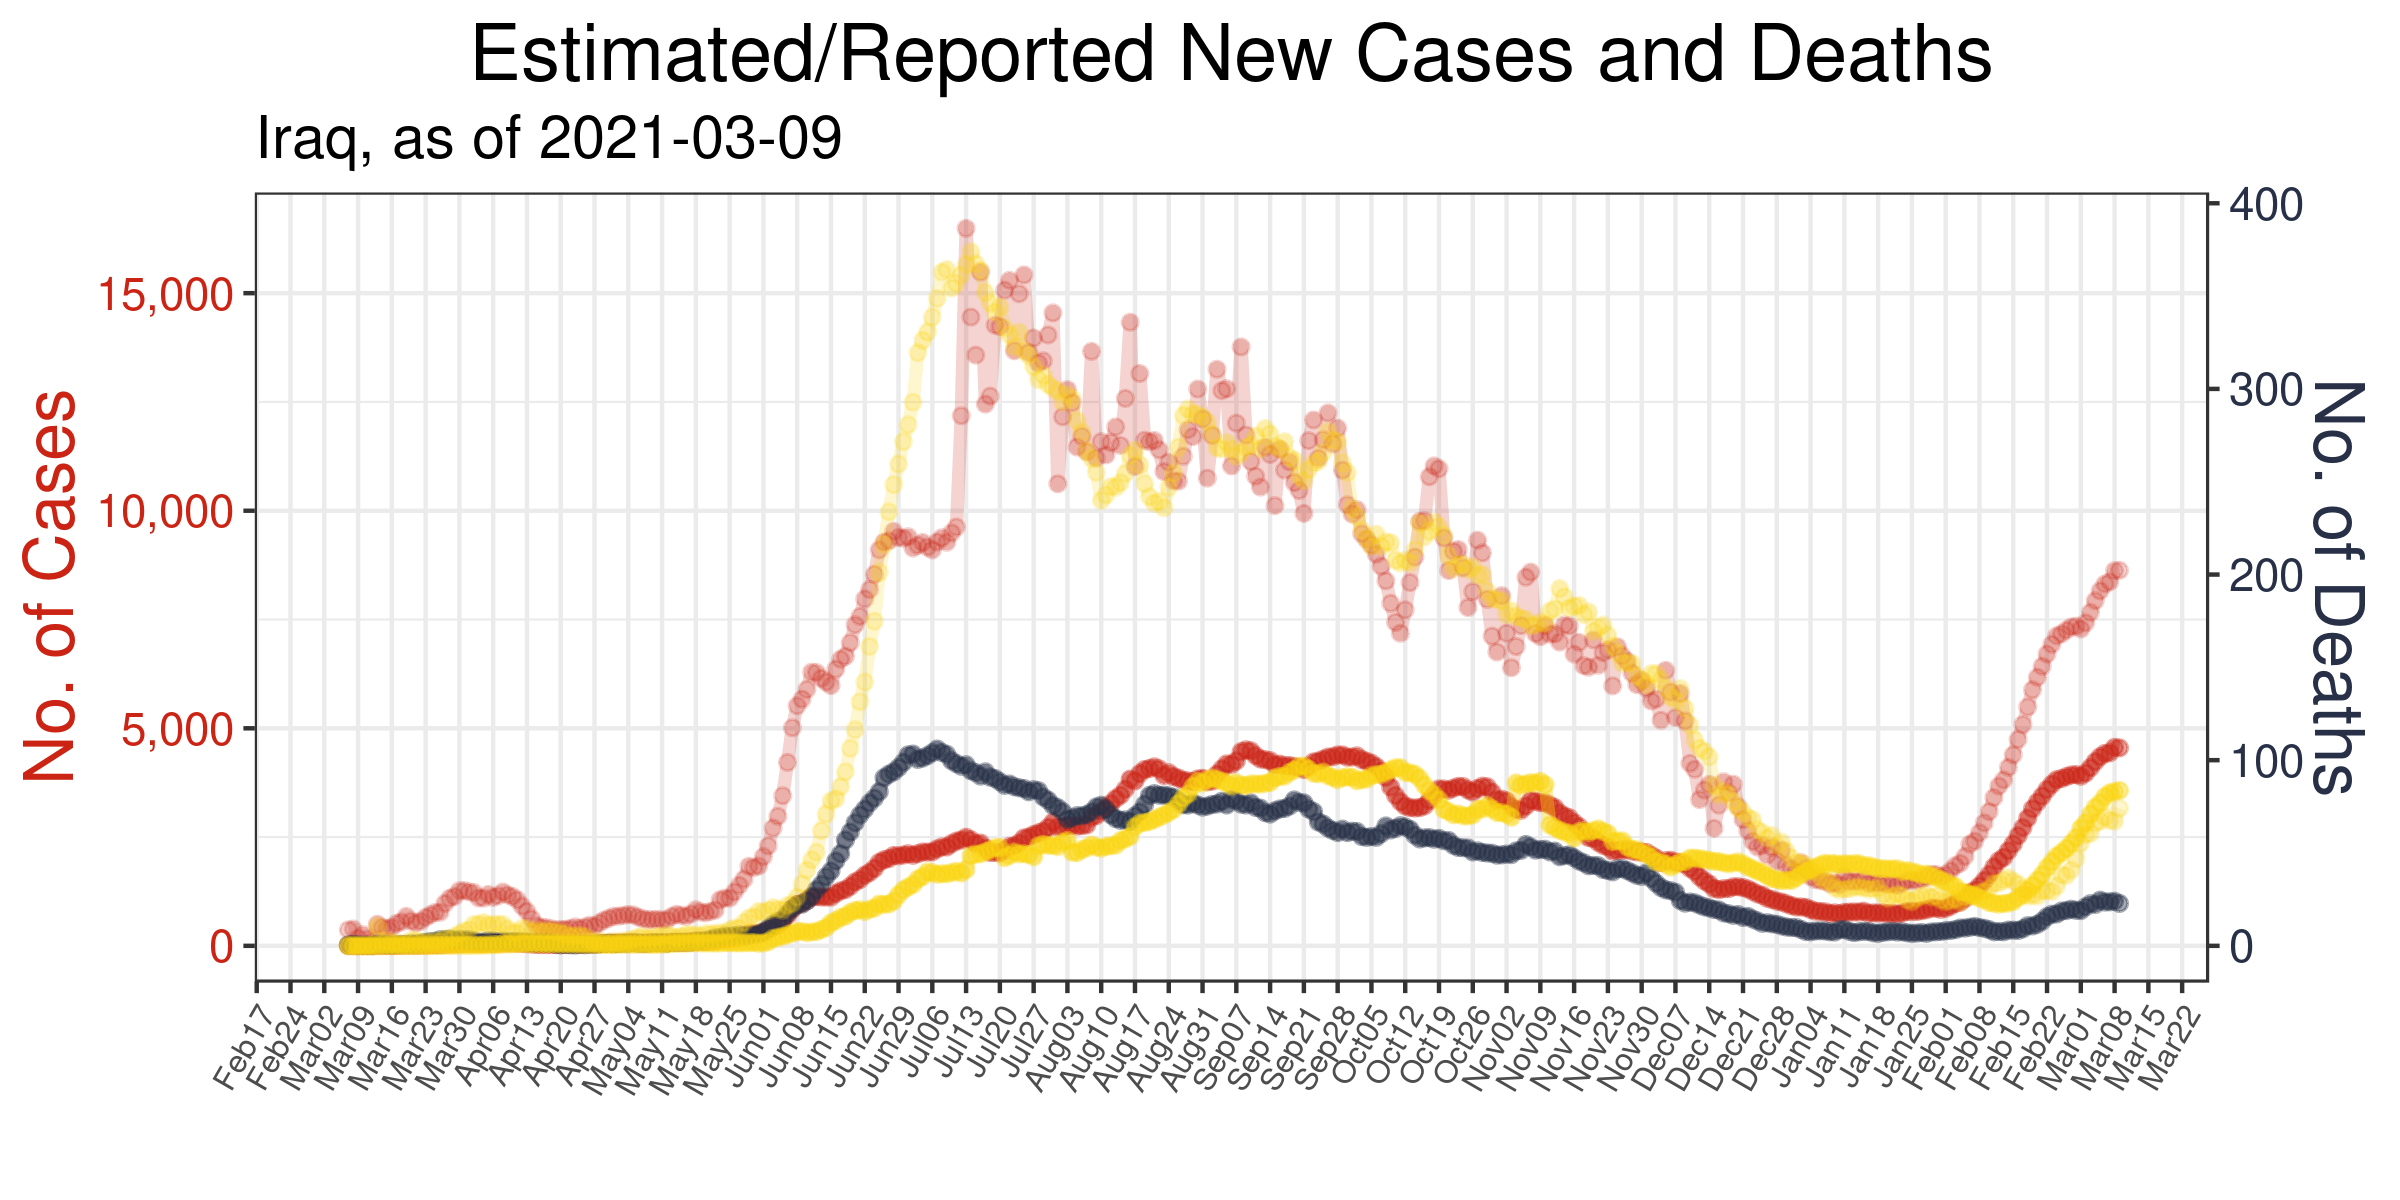 Estimated/Reported New Cases and Deaths
Iraq, as of 2021-03-09
No. of Cases
15,000
10,000
5,000
0
400
300
200
100
0
No. of Deaths
Feb17
Feb24
Mar02
Mar09
Mar16
Mar23
Mar30
Apr06
Apr13
Apr20
Apr27
May04
May11
May18
May25
Jun01
Jun08
Jun15
Jun22
Jun29
Jul06
Jul13
Jul20
Jul27
Aug03
Aug10
Aug17
Aug24
Aug31
Sep07
Sep14
Sep21
Sep28
Oct05
Oct12
Oct19
Oct26
Nov02
Nov09
Nov16
Nov23
Nov30
Dec07
Dec14
Dec21
Dec28
Jan04
Jan11
Jan18
Jan25
Feb01
Feb08
Feb15
Feb22
Mar01
Mar08
Mar15
Mar22